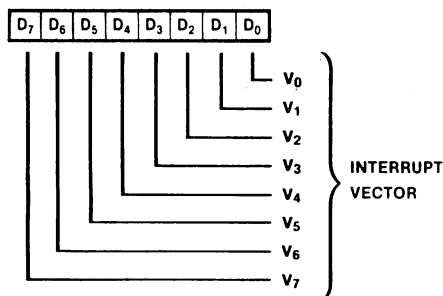 D₇ D₆ D₅ D₄ D₃ D₂ D₁ D₀
V₀
V₁
V₂
V₃
V₄
V₅
V₆
V₇
INTERRUPT
VECTOR